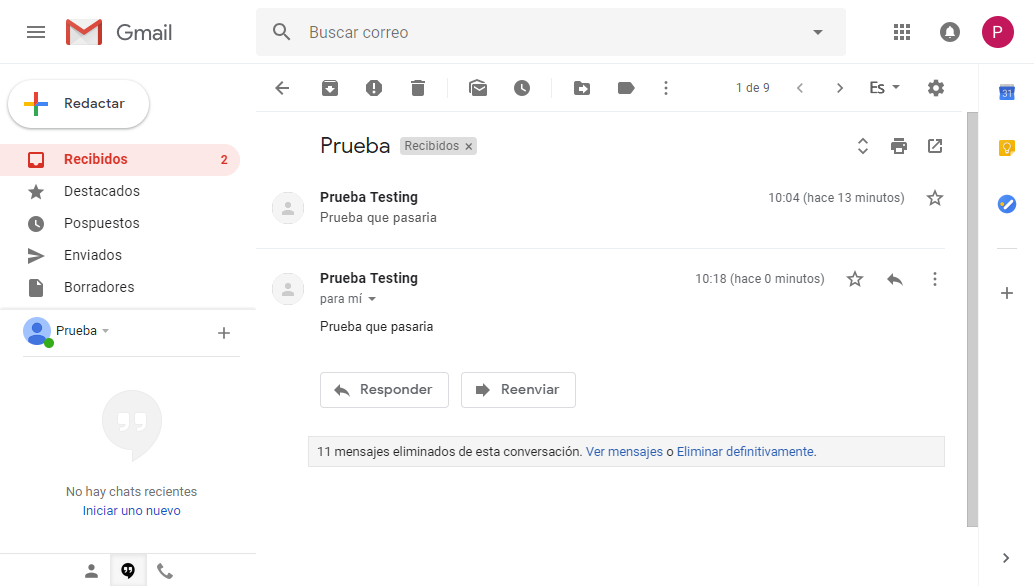 Gmail
Buscar correo
P
Redactar
1 de 9
Es
31
Recibidos 2
Destacados
Pospuestos
Enviados
Borradores
Prueba
No hay chats recientes
Iniciar uno nuevo
Prueba Recibidos ×
Prueba Testing 10:04 (hace 13 minutos)
Prueba que pasaria
Prueba Testing 10:18 (hace 0 minutos)
para mí
Prueba que pasaria
Responder Reenviar
11 mensajes eliminados de esta conversación. Ver mensajes o Eliminar definitivamente.